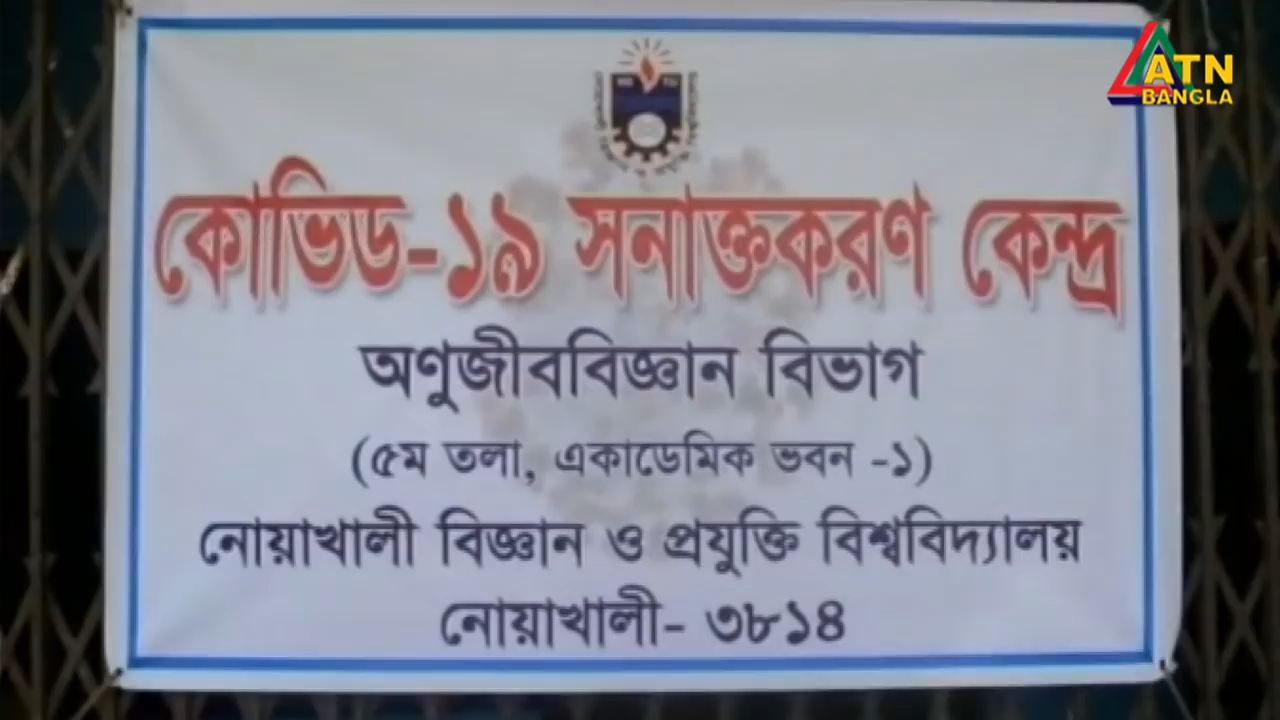 ATN
BANGLA
কোভিড-১৯ সনাক্তকরণ কেন্দ্র
অণুজীববিজ্ঞান বিভাগ
(৫ম তলা, একাডেমিক ভবন -১)
নোয়াখালী বিজ্ঞান ও প্রযুক্তি বিশ্ববিদ্যালয়
নোয়াখালী- ৩৮১৪